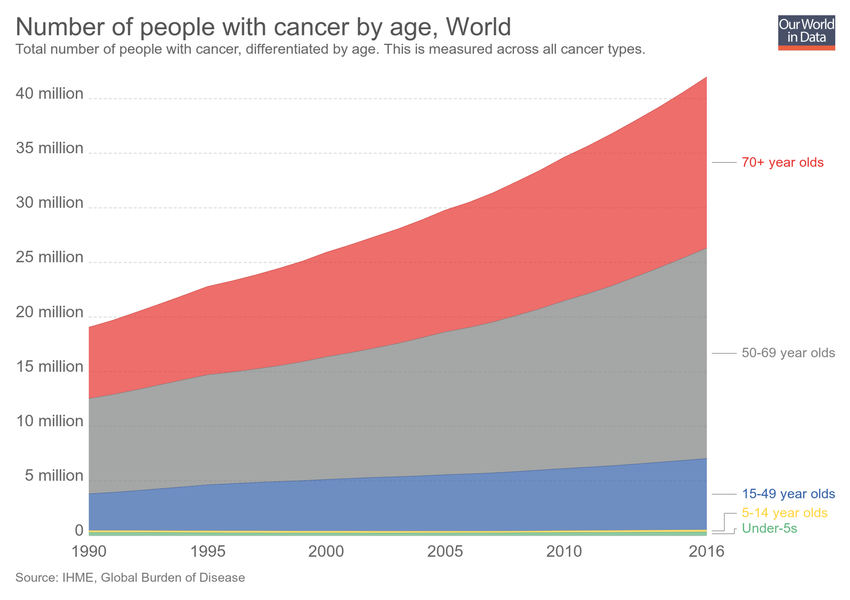 Number of people with cancer by age, World
Our World
in Data
Total number of people with cancer, differentiated by age. This is measured across all cancer types.
40 million
35 million
30 million
25 million
20 million
15 million
10 million
5 million
0
70+ year olds
50-69 year olds
15-49 year olds
5-14 year olds
Under-5s
1990
1995
2000
2005
2010
2016
Source: IHME, Global Burden of Disease